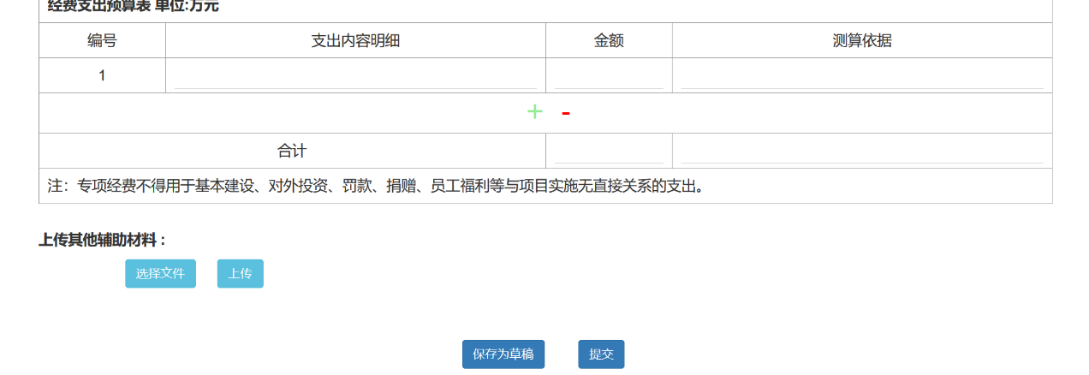 经费支出预算表 单位:万元
编号 支出内容明细 金额 测算依据
1
+ -
合计
注：专项经费不得用于基本建设、对外投资、罚款、捐赠、员工福利等与项目实施无直接关系的支出。
上传其他辅助材料：
选择文件 上传
保存为草稿 提交